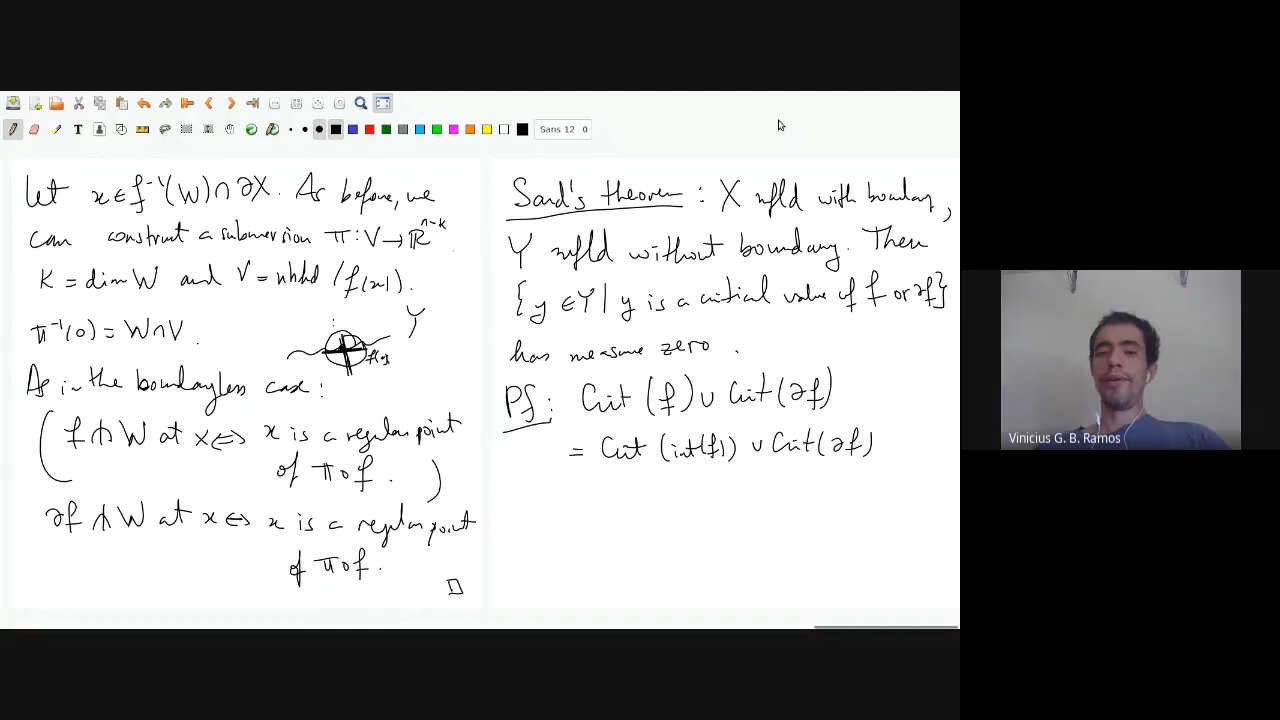 Sans 12 0
Let x ∈ f⁻¹(W) ∩ ∂X. As before, we
can construct a submersion π: V → ℝⁿ⁻ᵏ
K = dim W and V = nbhd / f(x).
π⁻¹(0) = W ∩ V.
Y
f(x)
As in the boundaryless case:
( f ⋔ W at x ⇔ x is a regular point
of π∘f. )
∂f ⋔ W at x ⇔ x is a regular point
of π∘f.
□
Sard's theorem: X mfld with boundary,
Y mfld without boundary. Then
{y ∈ Y | y is a critical value of f or ∂f}
has measure zero.
Pf: Crit (f) ∪ Crit (∂f)
= Crit (int(f)) ∪ Crit (∂f)
Vinicius G. B. Ramos